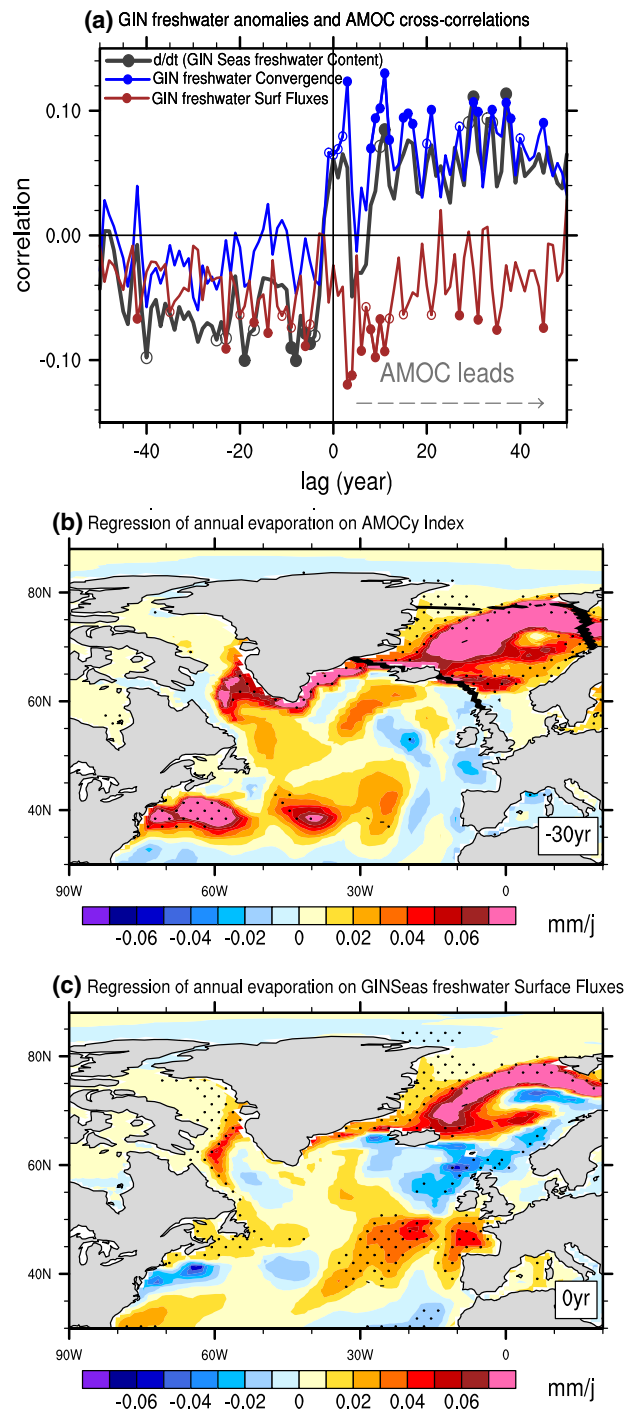 (a) GIN freshwater anomalies and AMOC cross-correlations
d/dt (GIN Seas freshwater Content)
GIN freshwater Convergence
GIN freshwater Surf Fluxes
0.10
0.00
-0.10
correlation
AMOC leads
-40 -20 0 20 40
lag (year)
(b) Regression of annual evaporation on AMOCy Index
80N
60N
40N
-30yr
90W 60W 30W 0
-0.06 -0.04 -0.02 0 0.02 0.04 0.06
mm/j
(c) Regression of annual evaporation on GINSeas freshwater Surface Fluxes
80N
60N
40N
0yr
90W 60W 30W 0
-0.06 -0.04 -0.02 0 0.02 0.04 0.06
mm/j